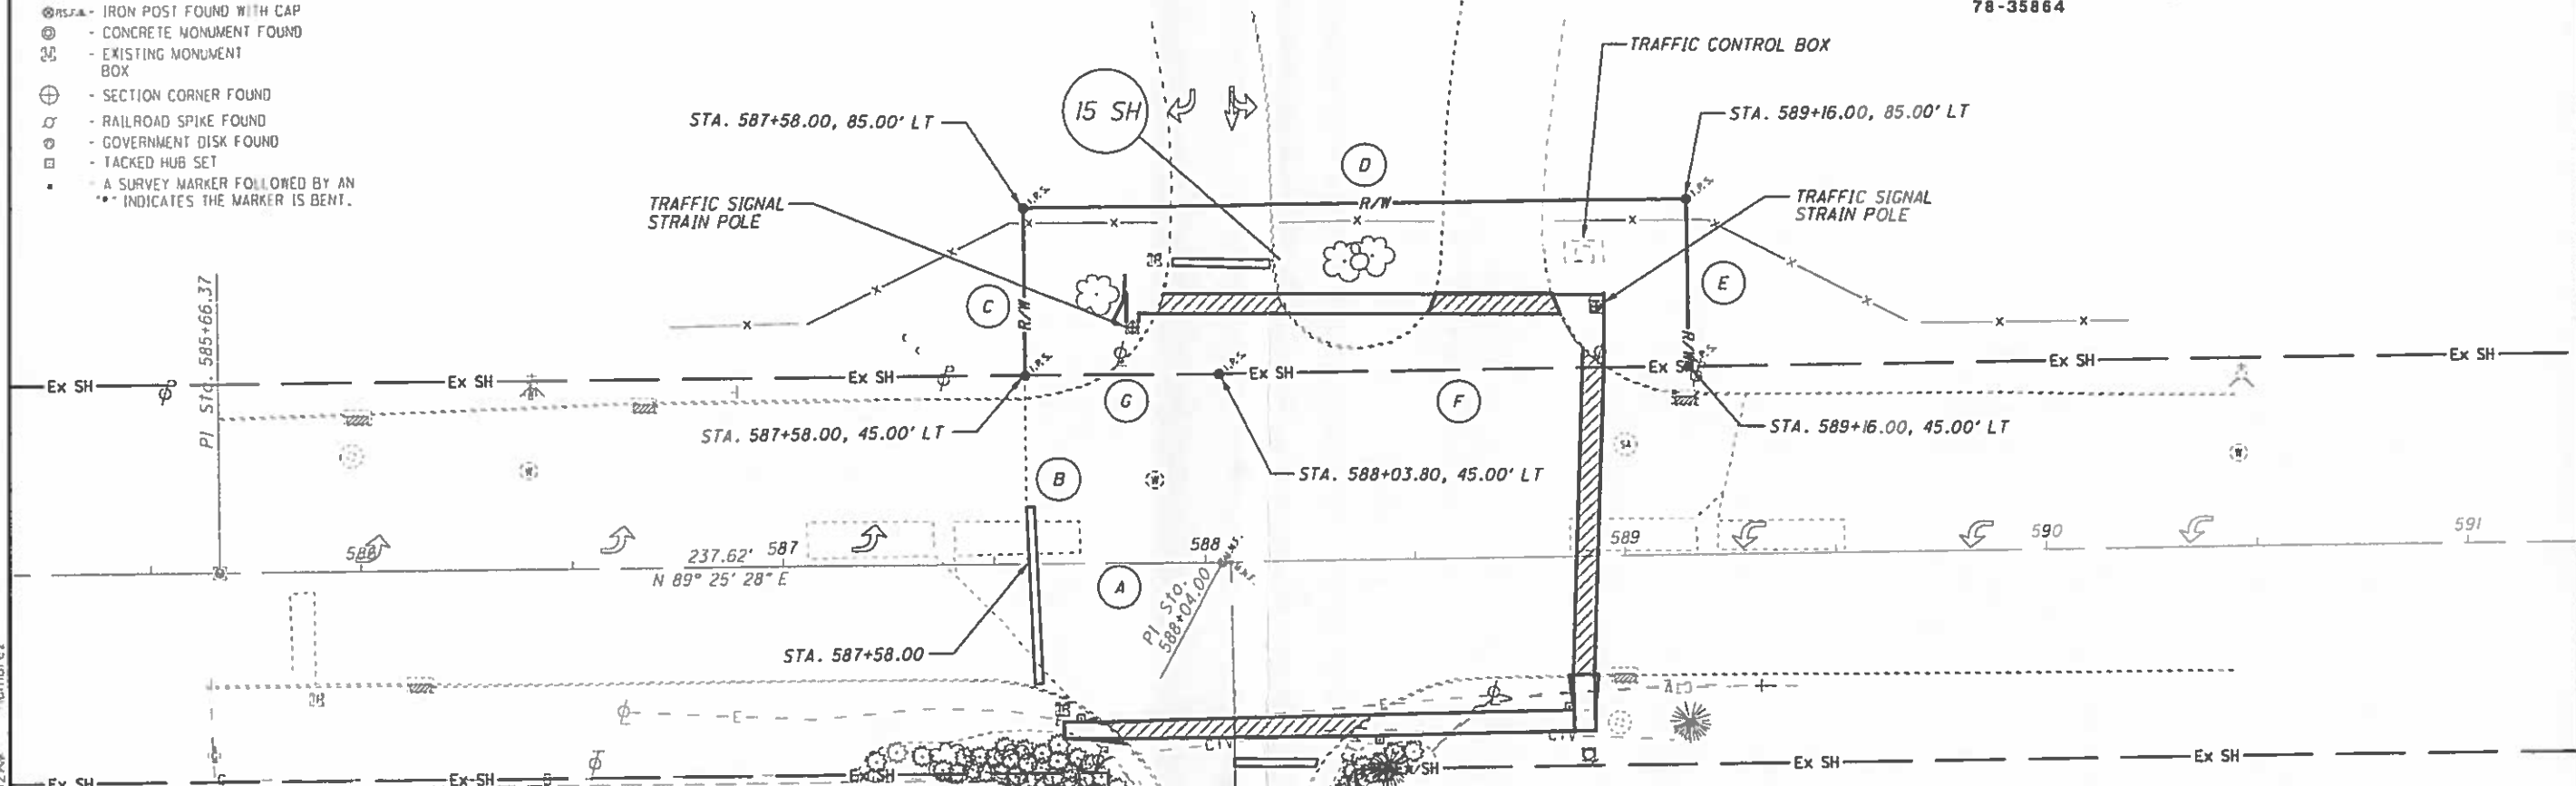 - IRON POST FOUND WITH CAP
- CONCRETE MONUMENT FOUND
- EXISTING MONUMENT
BOX
- SECTION CORNER FOUND
- RAILROAD SPIKE FOUND
- GOVERNMENT DISK FOUND
- TACKED HUB SET
- A SURVEY MARKER FOLLOWED BY AN
"*" INDICATES THE MARKER IS BENT.
78-35864
TRAFFIC CONTROL BOX
15 SH
STA. 587+58.00, 85.00' LT
STA. 589+16.00, 85.00' LT
D
I.P.S.
I.P.S.
R/W
TRAFFIC SIGNAL
STRAIN POLE
TRAFFIC SIGNAL
STRAIN POLE
C
R/W
E
R/W
PI Sta. 585+66.37
I.P.S.
I.P.S.
Ex SH
Ex SH
Ex SH
Ex SH
Ex SH
Ex SH
G
F
STA. 587+58.00, 45.00' LT
STA. 589+16.00, 45.00' LT
SA
W
W
W
B
STA. 588+03.80, 45.00' LT
586
237.62'
587
588
589
590
591
N 89° 25' 28" E
A
PI Sta.
588+04.00
STA. 587+58.00
E
E
CTV
CTV
Ex SH
Ex SH
Ex SH
Ex SH
Ex SH